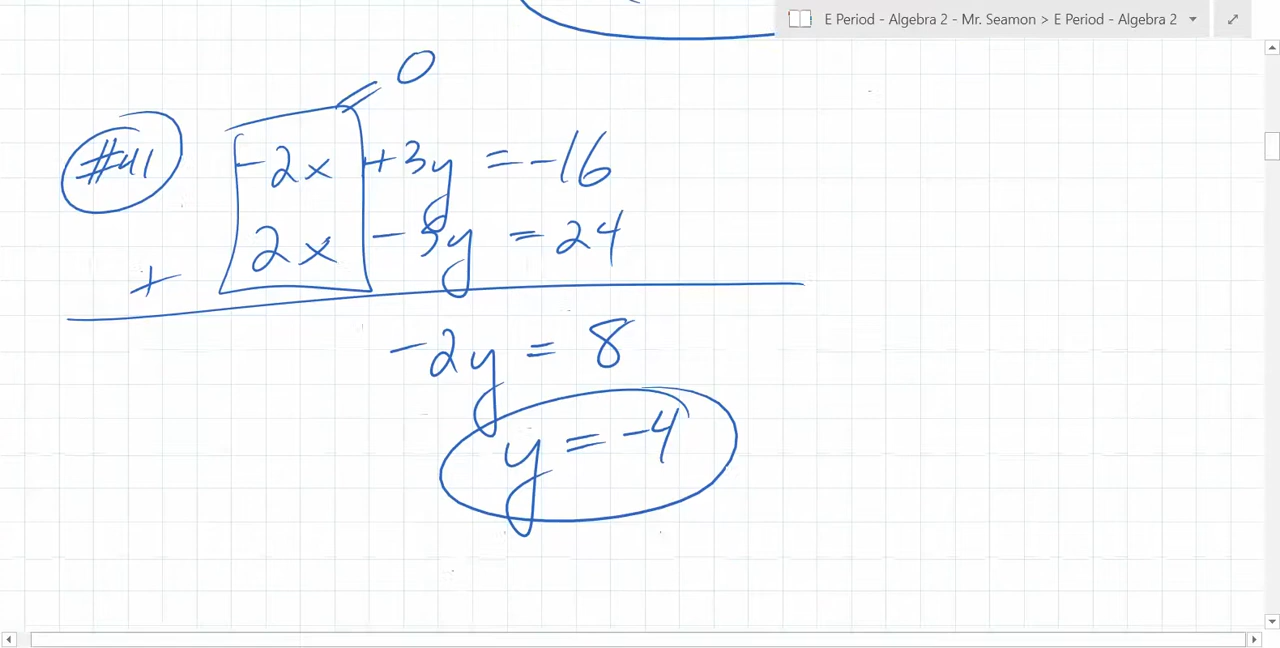 E Period - Algebra 2 - Mr. Seamon > E Period - Algebra 2
0
#41
-2x +3y = -16
2x - 5y = 24
+
-2y = 8
y = -4